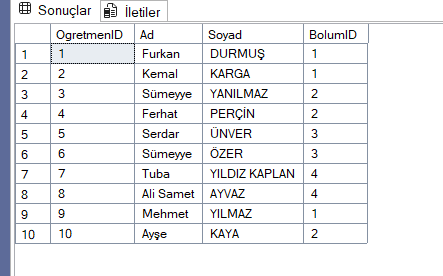 Sonuçlar İletiler
OgretmenID Ad Soyad BolumID
1 1 Furkan DURMUŞ 1
2 2 Kemal KARGA 1
3 3 Sümeyye YANILMAZ 2
4 4 Ferhat PERÇİN 2
5 5 Serdar ÜNVER 3
6 6 Sümeyye ÖZER 3
7 7 Tuba YILDIZ KAPLAN 4
8 8 Ali Samet AYVAZ 4
9 9 Mehmet YILMAZ 1
10 10 Ayşe KAYA 2